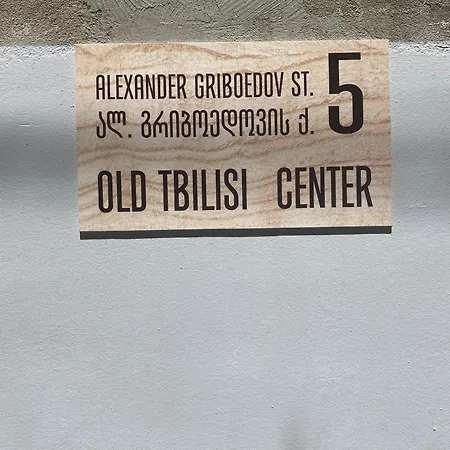 ALEXANDER GRIBOEDOV ST. 5
ალ. გრიბოედოვის ქ.
OLD TBILISI CENTER